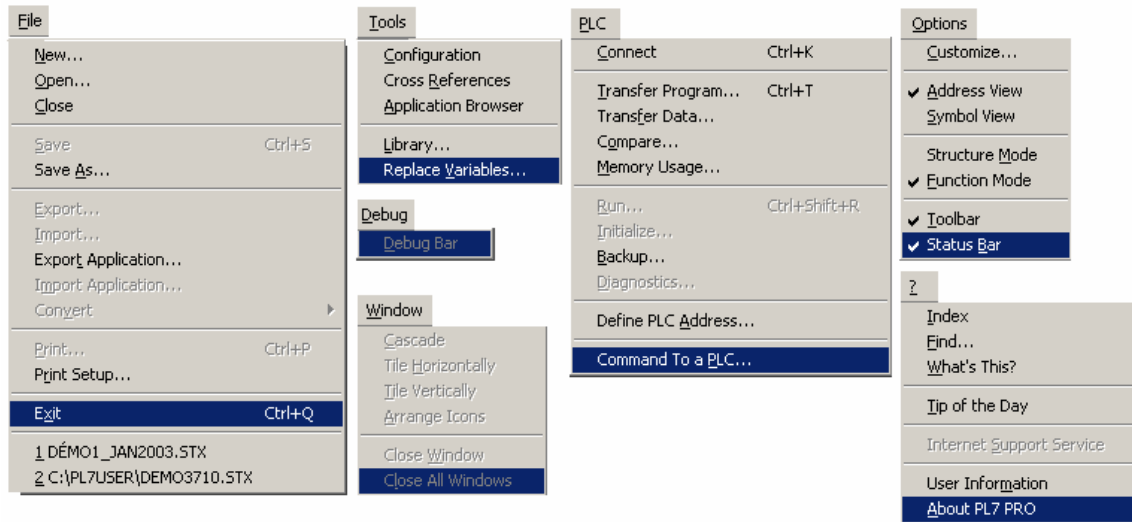 File
New...
Open...
Close
Save Ctrl+S
Save As...
Export...
Import...
Export Application...
Import Application...
Convert
Print... Ctrl+P
Print Setup...
Exit Ctrl+Q
1 DÉMO1_JAN2003.STX
2 C:\PL7USER\DEMO3710.STX
Tools
Configuration
Cross References
Application Browser
Library...
Replace Variables...
Debug
Debug Bar
Window
Cascade
Tile Horizontally
Tile Vertically
Arrange Icons
Close Window
Close All Windows
PLC
Connect Ctrl+K
Transfer Program... Ctrl+T
Transfer Data...
Compare...
Memory Usage...
Run... Ctrl+Shift+R
Initialize...
Backup...
Diagnostics...
Define PLC Address...
Command To a PLC...
Options
Customize...
Address View
Symbol View
Structure Mode
Function Mode
Toolbar
Status Bar
?
Index
Find...
What's This?
Tip of the Day
Internet Support Service
User Information
About PL7 PRO